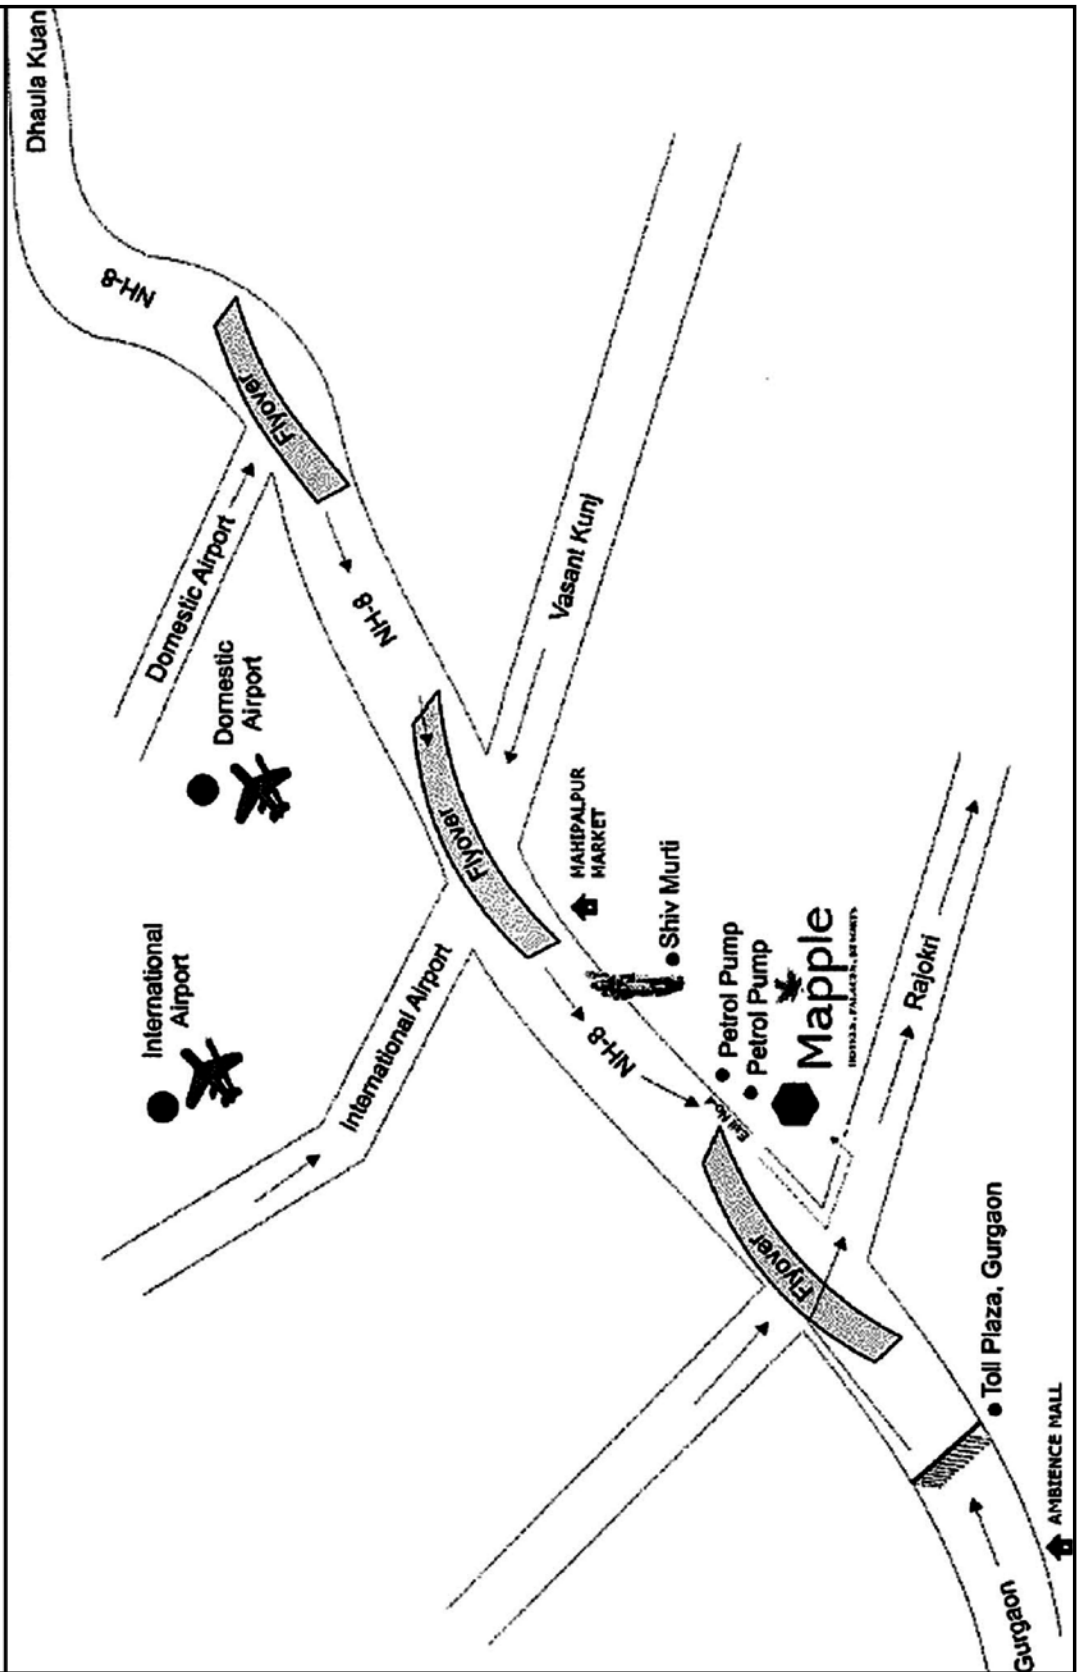 Dhaula Kuan
NH-8
Flyover
Domestic Airport
NH-8
Domestic
Airport
Vasant Kunj
Flyover
MAHIPALPUR
MARKET
Shiv Murti
International
Airport
International Airport
NH-8
Petrol Pump
Petrol Pump
Mapple
Rajokri
Flyover
Toll Plaza, Gurgaon
AMBIENCE MALL
Gurgaon